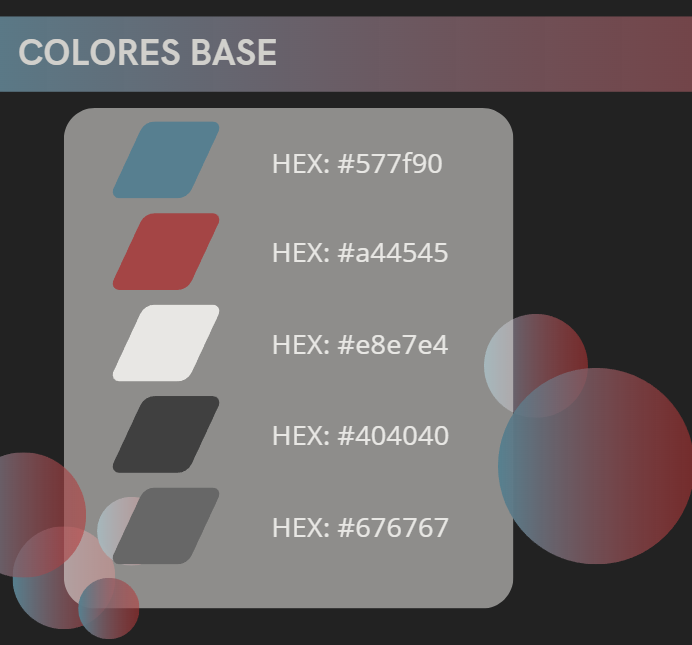 COLORES BASE
HEX: #577f90
HEX: #a44545
HEX: #e8e7e4
HEX: #404040
HEX: #676767